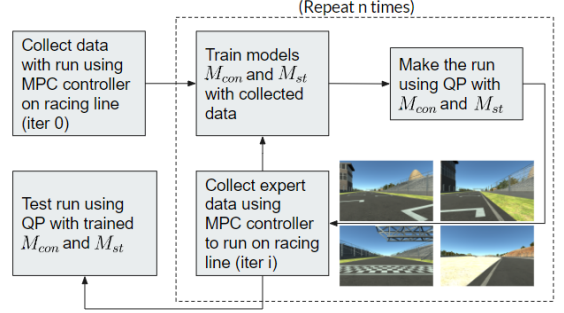 (Repeat n times)
Collect data
with run using
MPC controller
on racing line
(iter 0)
Train models
M_con and M_st
with collected
data
Make the run
using QP with
M_con and M_st
Test run using
QP with trained
M_con and M_st
Collect expert
data using
MPC controller
to run on racing
line (iter i)